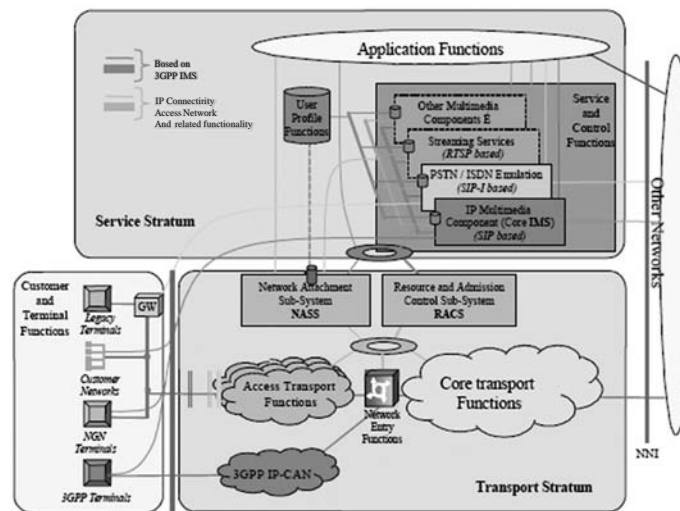 Application Functions
Based on
3GPP IMS
IP Connectivity
Access Network
And related functionality
User
Profile
Functions
Other Multimedia
Components É
Streaming Services
(RTSP based)
PSTN / ISDN Emulation
(SIP-I based)
IP Multimedia
Component (Core IMS)
(SIP based)
Service
and
Control
Functions
Service Stratum
Other Networks
Customer
and
Terminal
Functions
GW
Legacy
Terminals
Customer
Networks
NGN
Terminals
3GPP Terminals
Network Attachment
Sub-System
NASS
Resource and Admission
Control Sub-System
RACS
Access Transport
Functions
Network
Entry
Functions
Core transport
Functions
3GPP IP-CAN
NNI
Transport Stratum